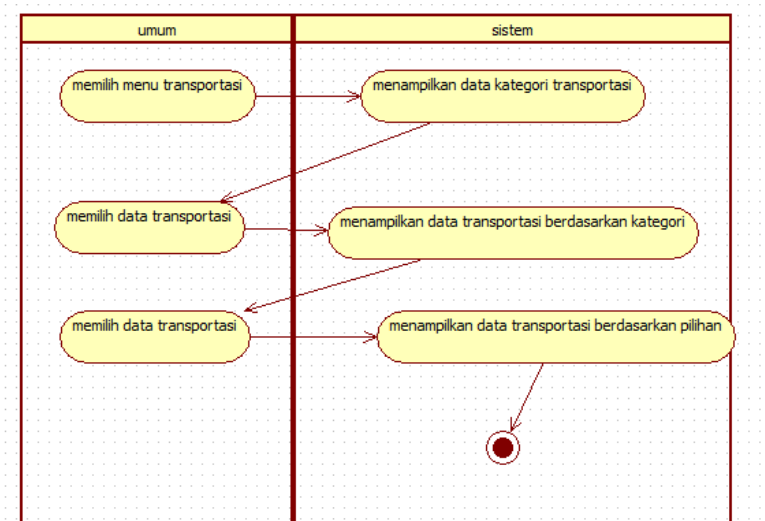 umum
sistem
memilih menu transportasi
menampilkan data kategori transportasi
memilih data transportasi
menampilkan data transportasi berdasarkan kategori
memilih data transportasi
menampilkan data transportasi berdasarkan pilihan